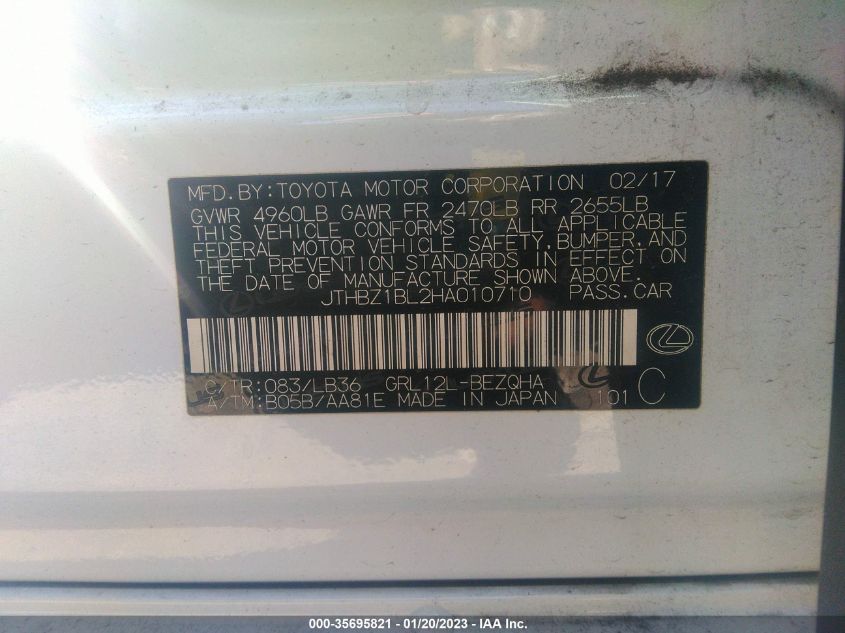 MFD.BY:TOYOTA MOTOR CORPORATION 02/17
GVWR 4960LB GAWR FR 2470LB RR 2655LB
THIS VEHICLE CONFORMS TO ALL APPLICABLE
FEDERAL MOTOR VEHICLE SAFETY,BUMPER,AND
THEFT PREVENTION STANDARDS IN EFFECT ON
THE DATE OF MANUFACTURE SHOWN ABOVE.
JTHBZ1BL2HA010710 PASS.CAR
C/TR:083/LB36 GRL12L-BEZQHA
A/TM:B05B/AA81E MADE IN JAPAN 101 C
000-35695821 - 01/20/2023 - IAA Inc.